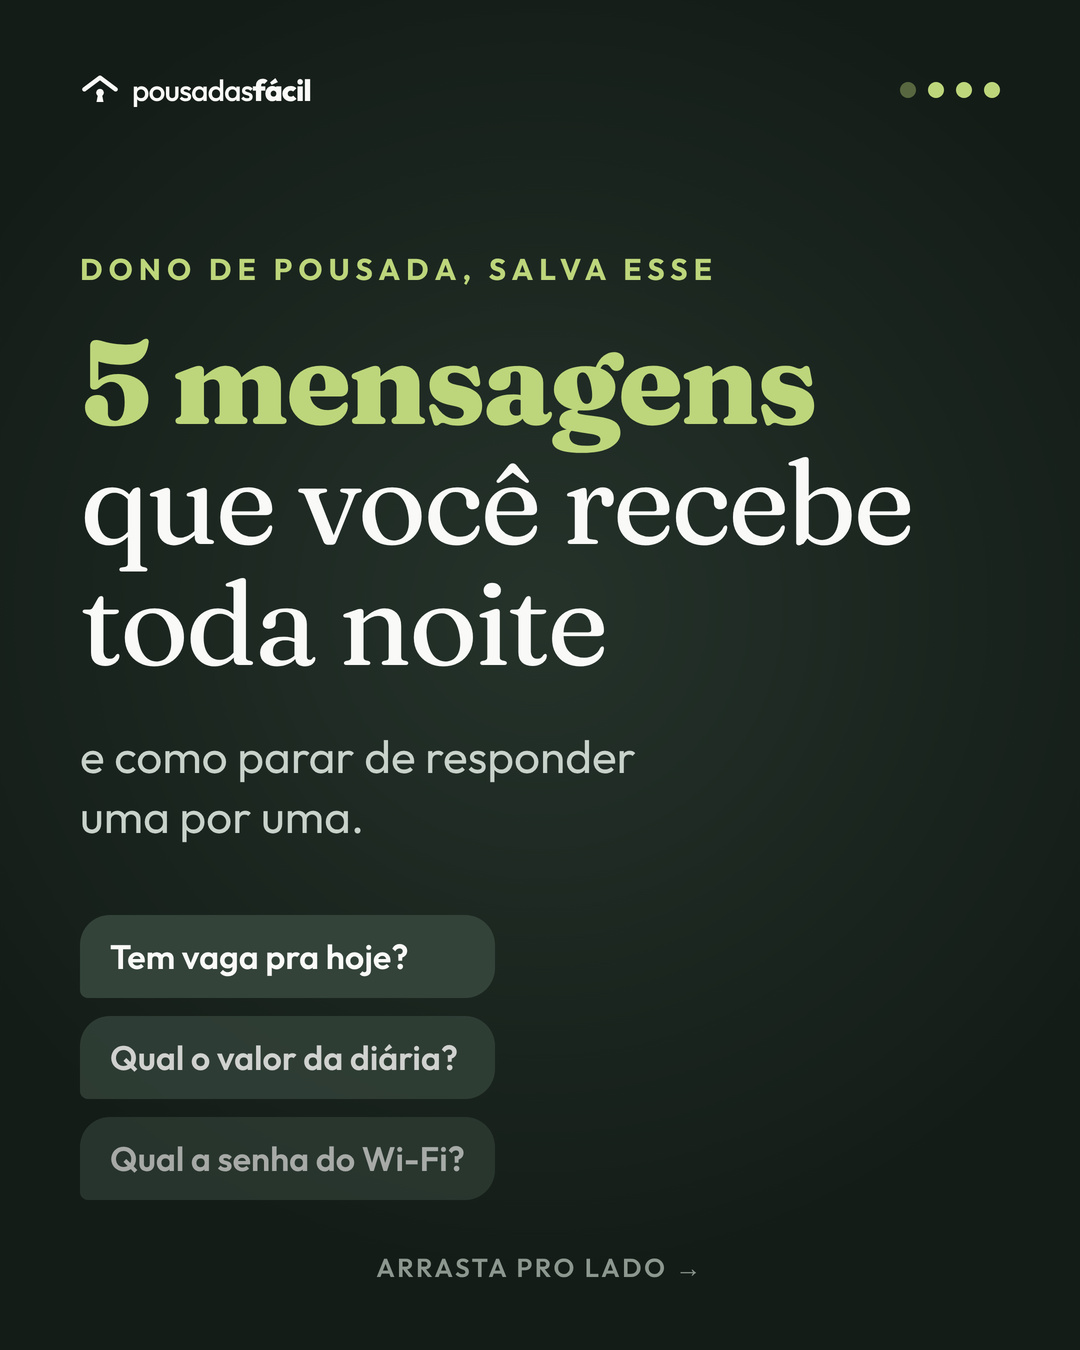 pousadasfácil
DONO DE POUSADA, SALVA ESSE
5 mensagens
que você recebe
toda noite
e como parar de responder
uma por uma.
Tem vaga pra hoje?
Qual o valor da diária?
Qual a senha do Wi-Fi?
ARRASTA PRO LADO →